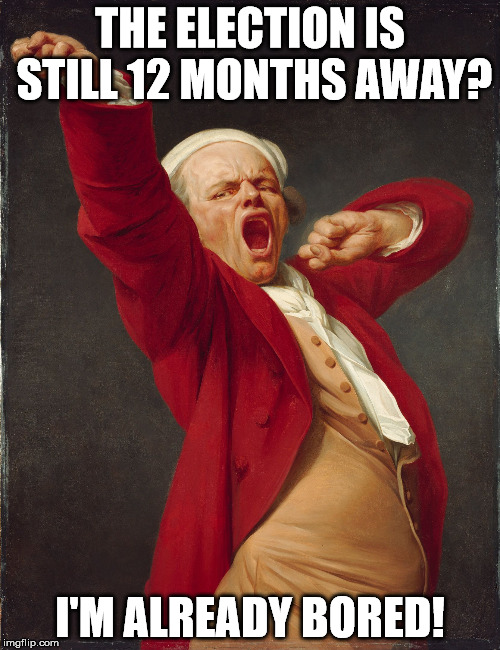 THE ELECTION IS
STILL 12 MONTHS AWAY?
I'M ALREADY BORED!
imgflip.com